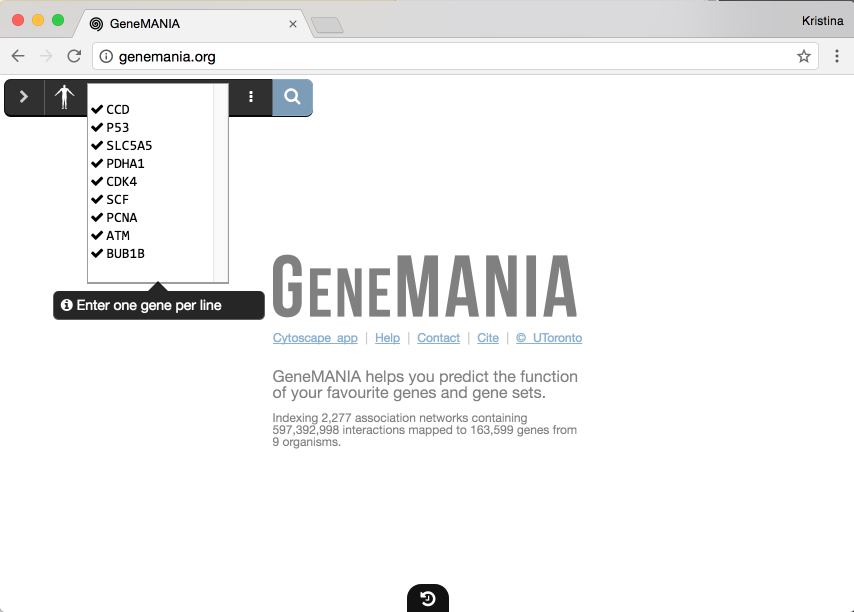 GeneMANIA
Kristina
genemania.org
CCD
P53
SLC5A5
PDHA1
CDK4
SCF
PCNA
ATM
BUB1B
Enter one gene per line
GENEMANIA
Cytoscape app | Help | Contact | Cite | © UToronto
GeneMANIA helps you predict the function
of your favourite genes and gene sets.
Indexing 2,277 association networks containing
597,392,998 interactions mapped to 163,599 genes from
9 organisms.